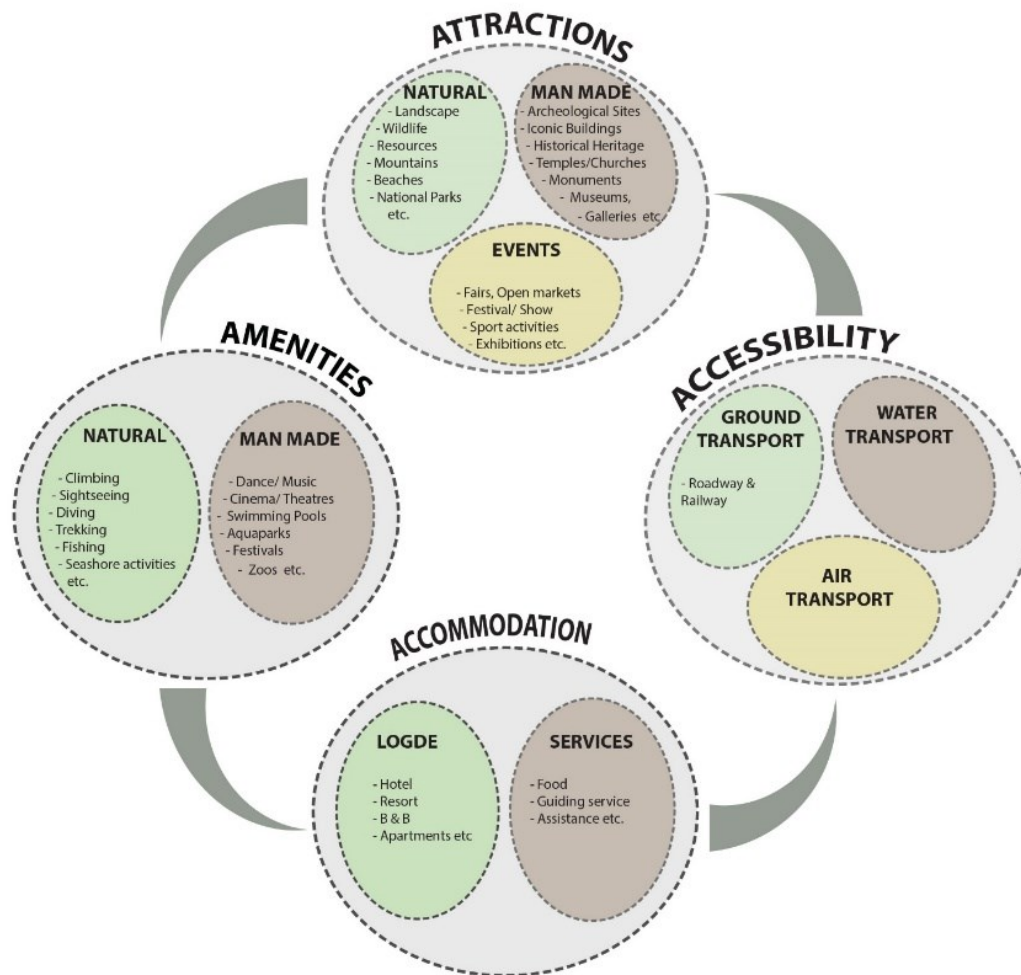 ATTRACTIONS
NATURAL
- Landscape
- Wildlife
- Resources
- Mountains
- Beaches
- National Parks
etc.
MAN MADE
- Archeological Sites
- Iconic Buildings
- Historical Heritage
- Temples/Churches
- Monuments
- Museums,
- Galleries etc
EVENTS
- Fairs, Open markets
- Festival/ Show
- Sport activities
- Exhibitions etc.
AMENITIES
NATURAL
- Climbing
- Sightseeing
- Diving
- Trekking
- Fishing
- Seashore activities
etc.
MAN MADE
- Dance/ Music
- Cinema/ Theatres
- Swimming Pools
- Aquaparks
- Festivals
- Zoos etc.
ACCESSIBILITY
GROUND
TRANSPORT
- Roadway &
Railway
WATER
TRANSPORT
AIR
TRANSPORT
ACCOMMODATION
LOGDE
- Hotel
- Resort
- B & B
- Apartments etc
SERVICES
- Food
- Guiding service
- Assistance etc.